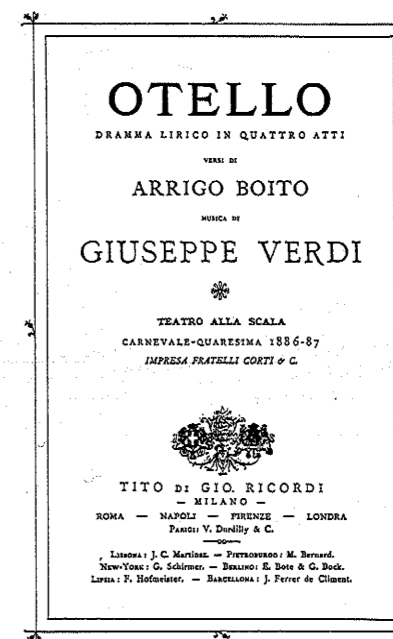 OTELLO
DRAMMA LIRICO IN QUATTRO ATTI
VERSI DI
ARRIGO BOITO
MUSICA DI
GIUSEPPE VERDI
TEATRO ALLA SCALA
CARNEVALE-QUARESIMA 1886-87
IMPRESA FRATELLI CORTI & C.
TITO DI GIO. RICORDI
— MILANO —
ROMA — NAPOLI — FIRENZE — LONDRA
PARIGI: V. Durdilly & C.
LISBONA: J. C. Martinez. — PIETROBURGO: M. Bernard.
NEW-YORK: G. Schirmer. — BERLINO: E. Bote & G. Bock.
LIPSIA: F. Hofmeister. — BARCELLONA: J. Ferrer de Climent.